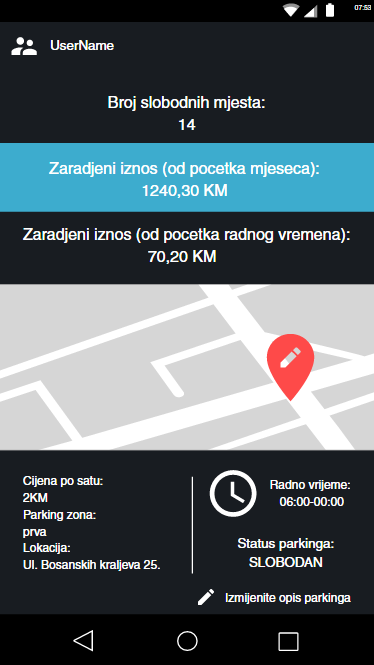 07:53
UserName
Broj slobodnih mjesta:
14
Zaradjeni iznos (od pocetka mjeseca):
1240,30 KM
Zaradjeni iznos (od pocetka radnog vremena):
70,20 KM
Cijena po satu:
2KM
Parking zona:
prva
Lokacija:
Ul. Bosanskih kraljeva 25.
Radno vrijeme:
06:00-00:00
Status parkinga:
SLOBODAN
Izmijenite opis parkinga